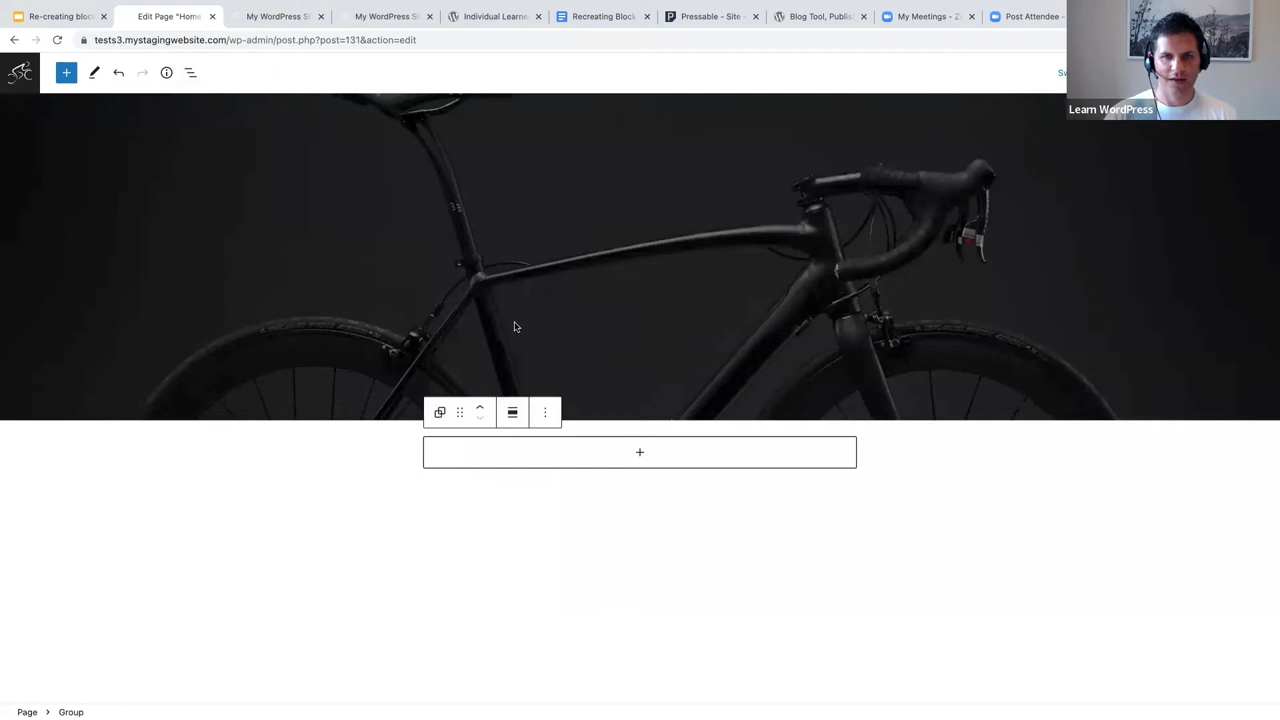 Re-creating block
Edit Page "Home
My WordPress Si
My WordPress Si
Individual Learne
Recreating Block
Pressable - Site -
Blog Tool, Publis
My Meetings - Z
Post Attendee -
tests3.mystagingwebsite.com/wp-admin/post.php?post=131&action=edit
Learn WordPress
Page > Group